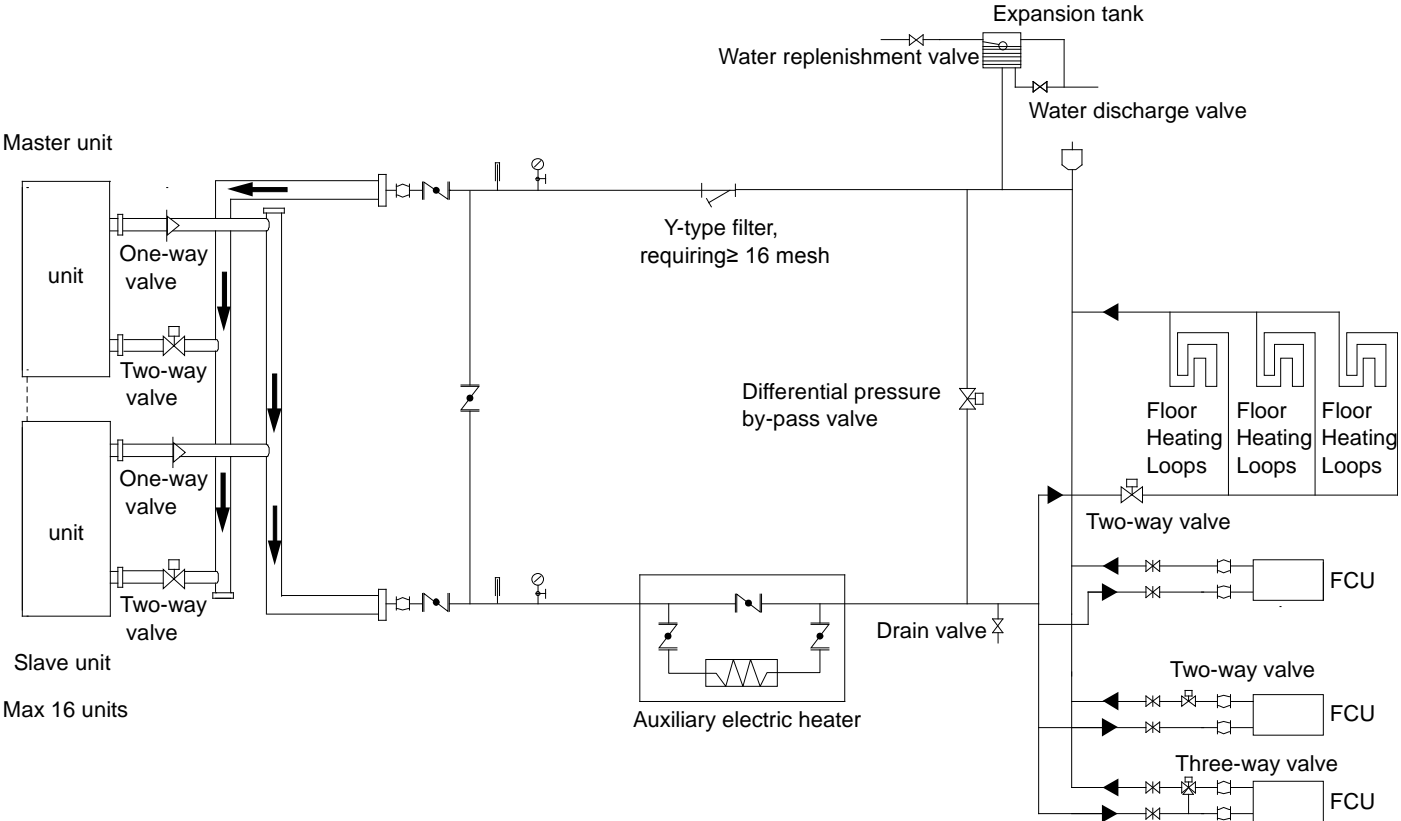 Expansion tank
Water replenishment valve
Water discharge valve
Master unit
Y-type filter,
requiring≥ 16 mesh
One-way
valve
unit
Two-way
valve
Differential pressure
by-pass valve
Floor
Heating
Loops
Floor
Heating
Loops
Floor
Heating
Loops
One-way
valve
unit
Two-way valve
Two-way
valve
FCU
Drain valve
Slave unit
Two-way valve
Max 16 units
Auxiliary electric heater
FCU
Three-way valve
FCU